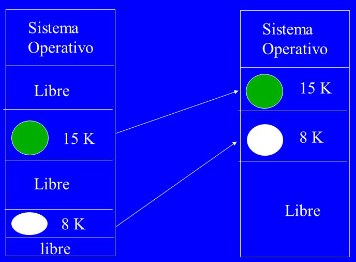 Sistema
Operativo
Libre
15 K
Libre
8 K
libre
Sistema
Operativo
15 K
8 K
Libre